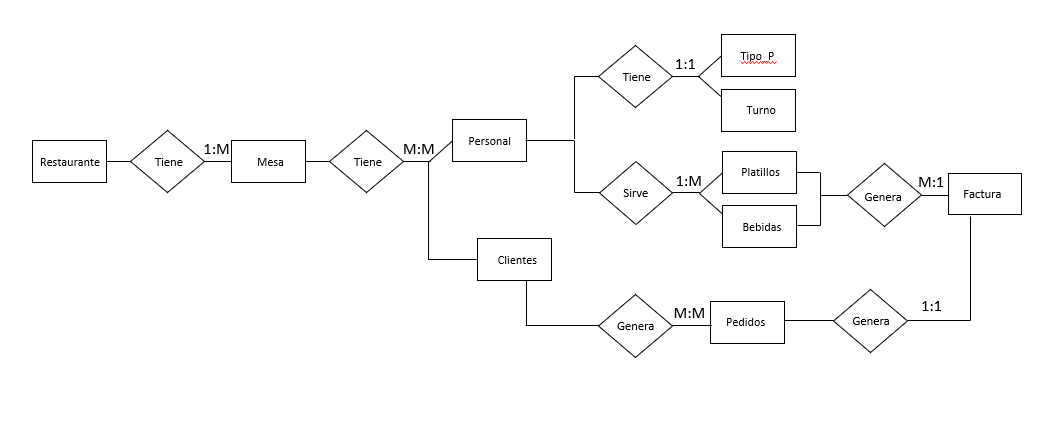 Restaurante
Tiene
1:M
Mesa
Tiene
M:M
Personal
Tiene
1:1
Tipo_P
Turno
Sirve
1:M
Platillos
Bebidas
Genera
M:1
Factura
Clientes
Genera
M:M
Pedidos
Genera
1:1